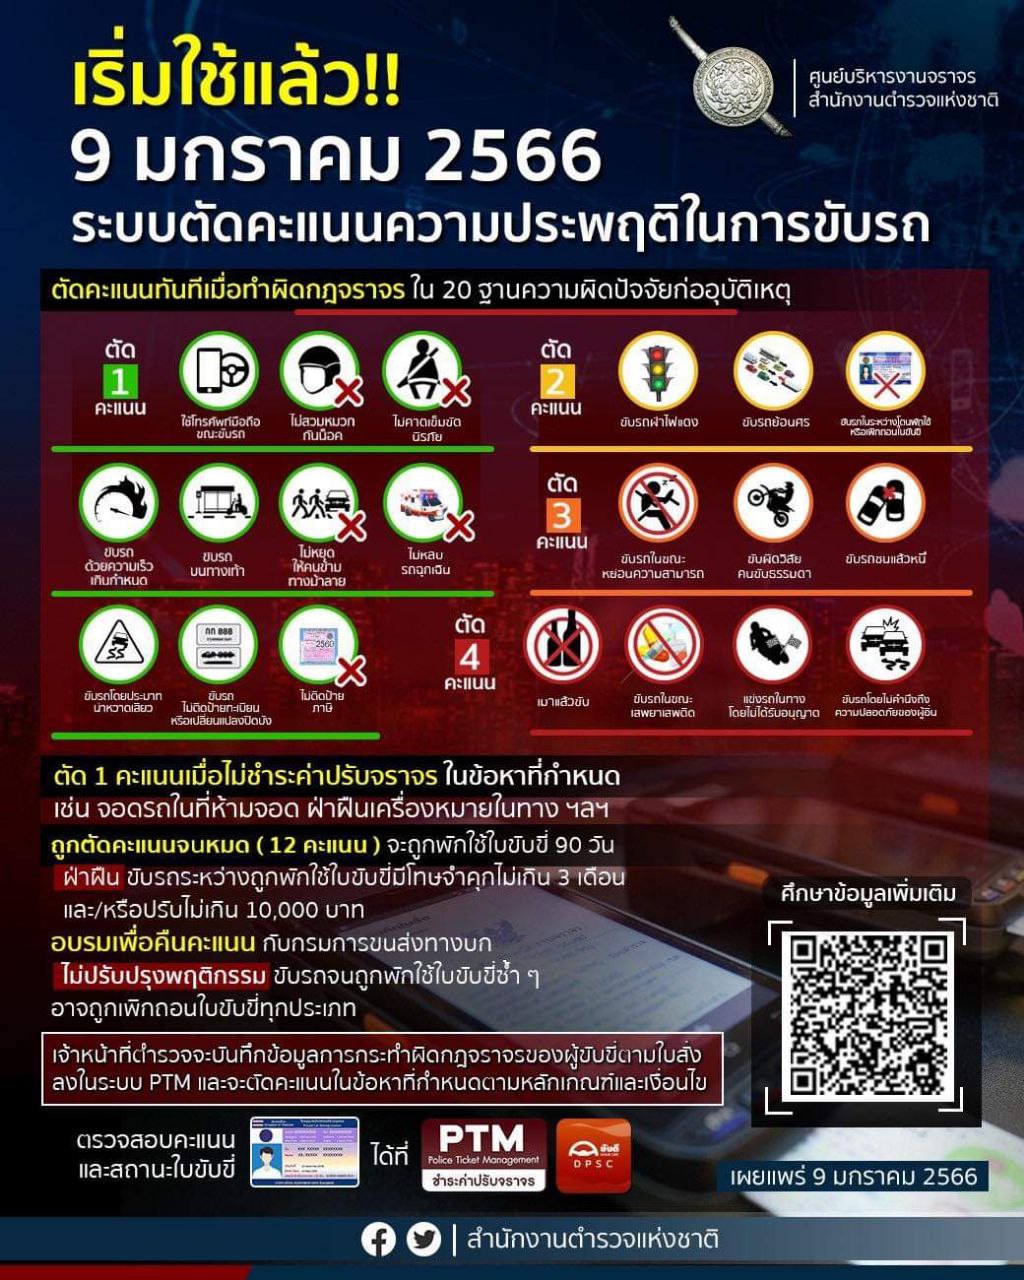 เริ่มใช้แล้ว!!
9 มกราคม 2566
ระบบตัดคะแนนความประพฤติในการขับรถ
ศูนย์บริหารงานจราจร
สำนักงานตำรวจแห่งชาติ
ตัดคะแนนทันทีเมื่อทำผิดกฎจราจร ใน 20 ฐานความผิดปัจจัยก่ออุบัติเหตุ
ตัด
1
คะแนน
ใช้โทรศัพท์มือถือ
ขณะขับรถ
ไม่สวมหมวก
กันน็อค
ไม่คาดเข็มขัด
นิรภัย
ขับรถ
ด้วยความเร็ว
เกินกำหนด
ขับรถ
บนทางเท้า
ไม่หยุด
ให้คนข้าม
ทางม้าลาย
ไม่หลบ
รถฉุกเฉิน
ขับรถโดยประมาท
น่าหวาดเสียว
กก 888
ขับรถ
ไม่ติดป้ายทะเบียน
หรือเปลี่ยนแปลงปิดบัง
2560
ไม่ติดป้าย
ภาษี
ตัด
2
คะแนน
ขับรถฝ่าไฟแดง
ขับรถย้อนศร
ขับรถในระหว่างโดนพักใช้
หรือเพิกถอนใบขับขี่
ตัด
3
คะแนน
ขับรถในขณะ
หย่อนความสามารถ
ขับผิดวิสัย
คนขับธรรมดา
ขับรถชนแล้วหนี
ตัด
4
คะแนน
เมาแล้วขับ
ขับรถในขณะ
เสพยาเสพติด
แข่งรถในทาง
โดยไม่ได้รับอนุญาต
ขับรถโดยไม่คำนึงถึง
ความปลอดภัยของผู้อื่น
ตัด 1 คะแนนเมื่อไม่ชำระค่าปรับจราจร ในข้อหาที่กำหนด
เช่น จอดรถในที่ห้ามจอด ฝ่าฝืนเครื่องหมายในทาง ฯลฯ
ถูกตัดคะแนนจนหมด ( 12 คะแนน ) จะถูกพักใช้ใบขับขี่ 90 วัน
ฝ่าฝืน ขับรถระหว่างถูกพักใช้ใบขับขี่มีโทษจำคุกไม่เกิน 3 เดือน
และ/หรือปรับไม่เกิน 10,000 บาท
อบรมเพื่อคืนคะแนน กับกรมการขนส่งทางบก
ไม่ปรับปรุงพฤติกรรม ขับรถจนถูกพักใช้ใบขับขี่ซ้ำ ๆ
อาจถูกเพิกถอนใบขับขี่ทุกประเภท
ศึกษาข้อมูลเพิ่มเติม
เจ้าหน้าที่ตำรวจจะบันทึกข้อมูลการกระทำผิดกฎจราจรของผู้ขับขี่ตามใบสั่ง
ลงในระบบ PTM และจะตัดคะแนนในข้อหาที่กำหนดตามหลักเกณฑ์และเงื่อนไข
ตรวจสอบคะแนน
และสถานะใบขับขี่
ได้ที่
PTM
Police Ticket Management
ชำระค่าปรับจราจร
ขับดี
DPSC
เผยแพร่ 9 มกราคม 2566
สำนักงานตำรวจแห่งชาติ